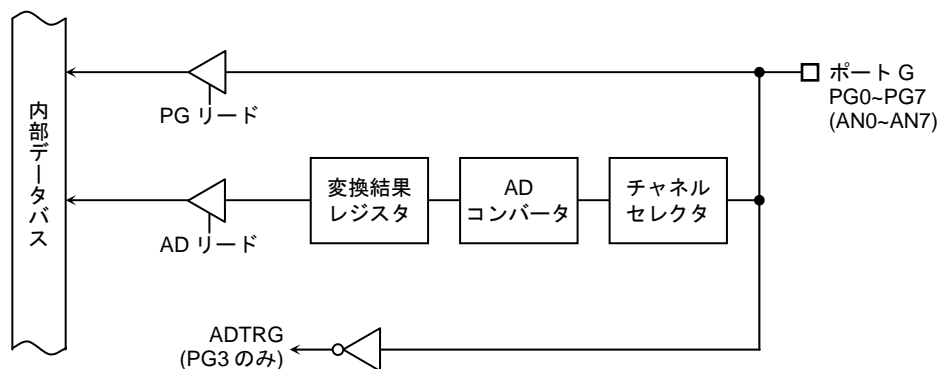 内部データバス
ポート G
PG0~PG7
(AN0~AN7)
PG リード
変換結果
レジスタ
AD
コンバータ
チャネル
セレクタ
AD リード
ADTRG
(PG3 のみ)